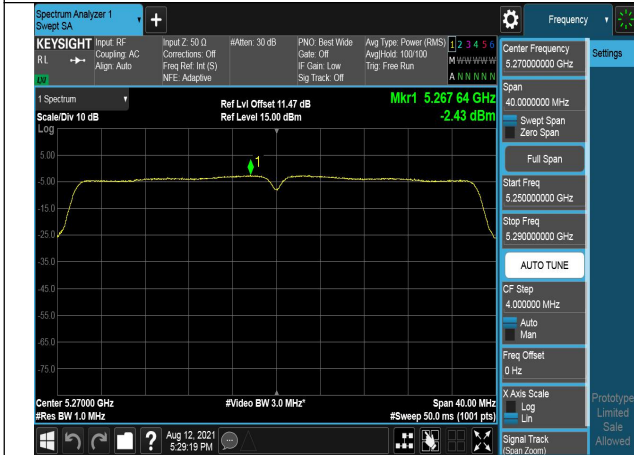 Spectrum Analyzer 1
Swept SA
+
Frequency
KEYSIGHT
RL
Input: RF
Coupling: AC
Align: Auto
Input Z: 50 Ω
Corrections: Off
Freq Ref: Int (S)
NFE: Adaptive
#Atten: 30 dB
PNO: Best Wide
Gate: Off
IF Gain: Low
Sig Track: Off
Avg Type: Power (RMS)
Avg|Hold: 100/100
Trig: Free Run
1 2 3 4 5 6
M W W W W W
A N N N N N
1 Spectrum
Scale/Div 10 dB
Ref Lvl Offset 11.47 dB
Ref Level 15.00 dBm
Mkr1 5.267 64 GHz
-2.43 dBm
Log
5.00
-5.00
-15.0
-25.0
-35.0
-45.0
-55.0
-65.0
-75.0
1
Center 5.27000 GHz
#Res BW 1.0 MHz
#Video BW 3.0 MHz*
Span 40.00 MHz
#Sweep 50.0 ms (1001 pts)
Aug 12, 2021
5:29:19 PM
Center Frequency
5.270000000 GHz
Settings
Span
40.0000000 MHz
Swept Span
Zero Span
Full Span
Start Freq
5.250000000 GHz
Stop Freq
5.290000000 GHz
AUTO TUNE
CF Step
4.000000 MHz
Auto
Man
Freq Offset
0 Hz
X Axis Scale
Log
Lin
Signal Track
(Span Zoom)
Prototype
Limited
Sale
Allowed